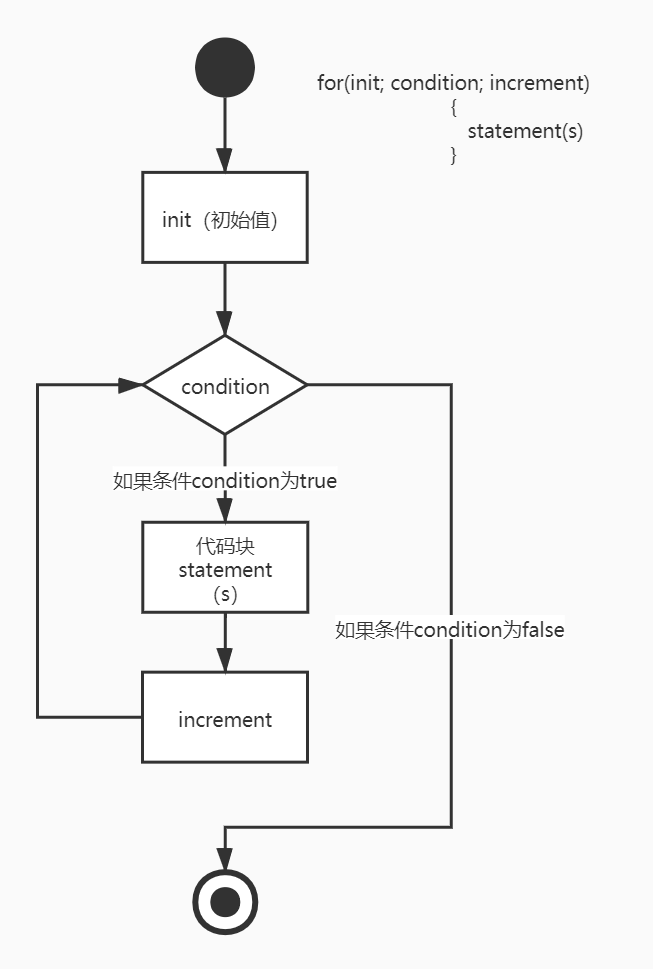 for(init; condition; increment)
{
statement(s)
}
init（初始值）
condition
如果条件condition为true
代码块
statement
（s）
如果条件condition为false
increment